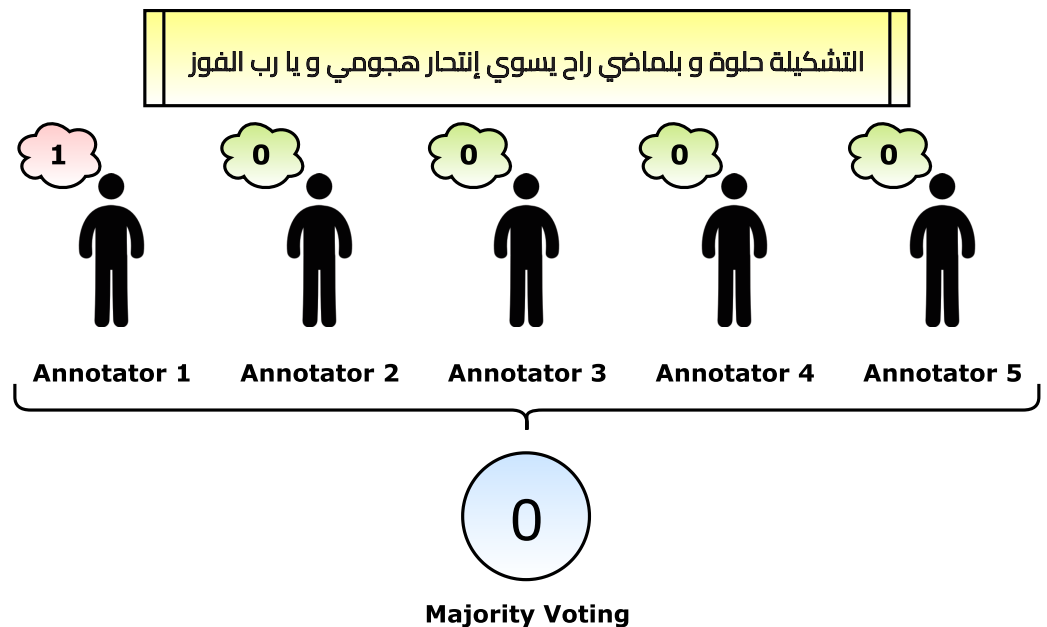 التشكيلة حلوة و بلماضي راح يسوي إنتحار هجومي و يا رب الفوز
1 0 0 0 0
Annotator 1 Annotator 2 Annotator 3 Annotator 4 Annotator 5
0
Majority Voting